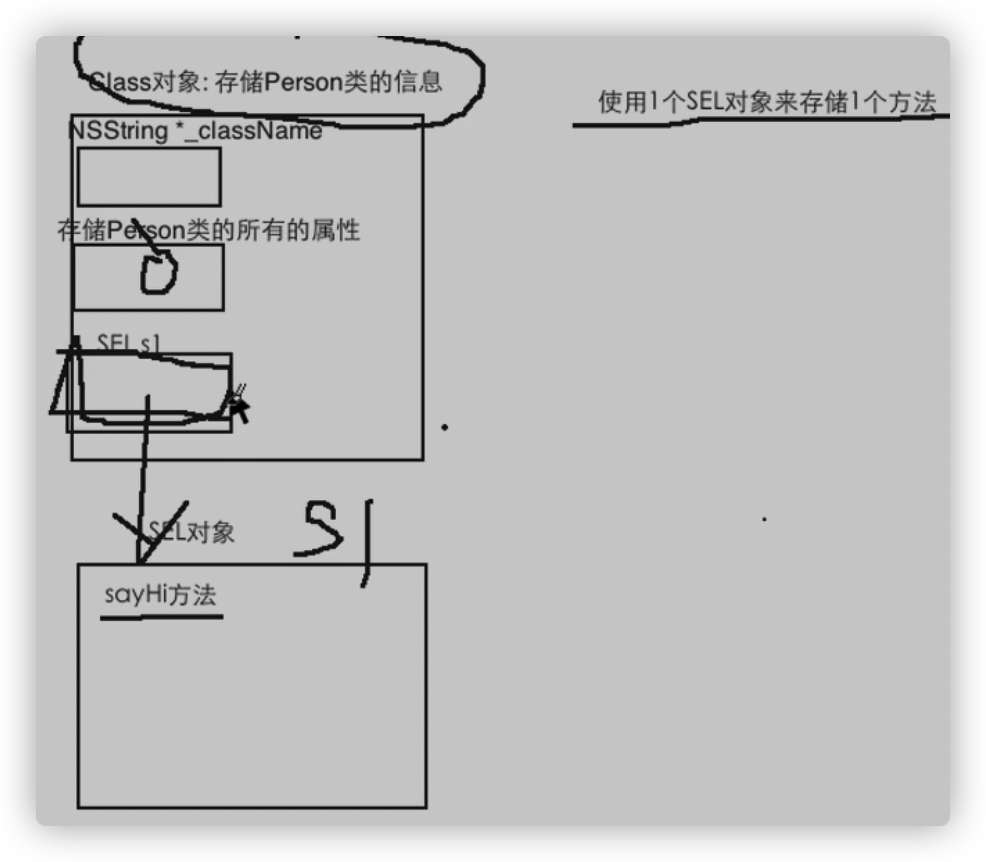 Class对象: 存储Person类的信息
使用1个SEL对象来存储1个方法
NSString *_className
存储Person类的所有的属性
SEL s1
SEL对象
S1
sayHi方法